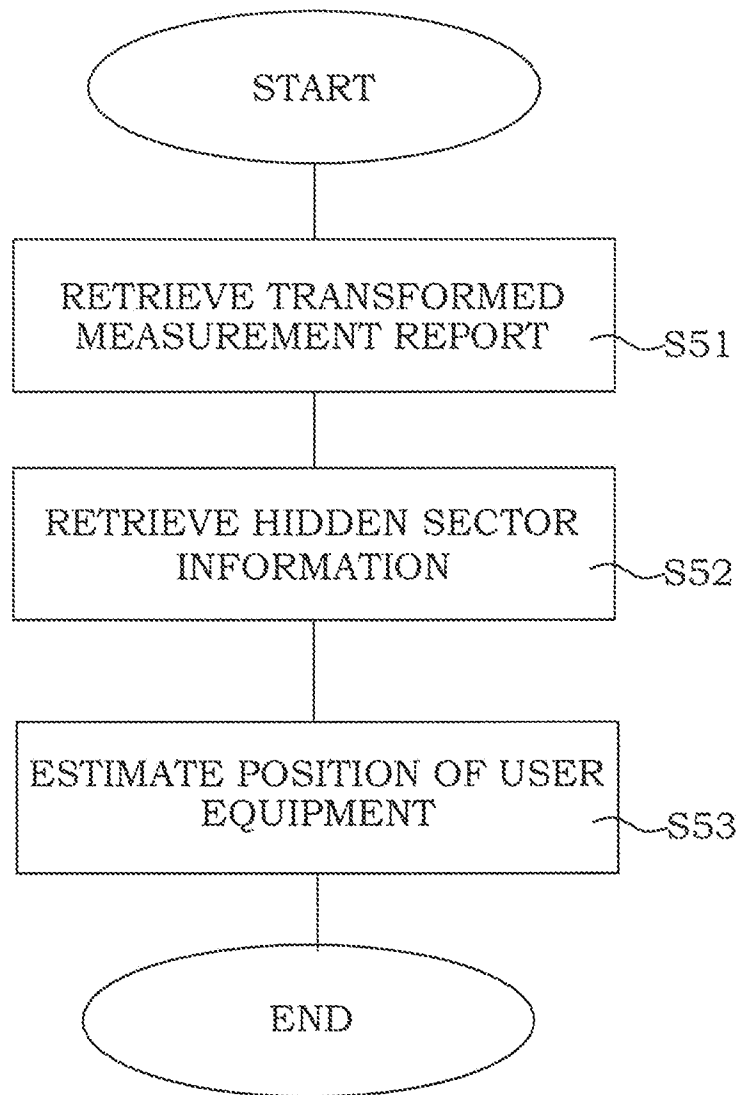 START
RETRIEVE TRANSFORMED
MEASUREMENT REPORT
S51
RETRIEVE HIDDEN SECTOR
INFORMATION
S52
ESTIMATE POSITION OF USER
EQUIPMENT
S53
END